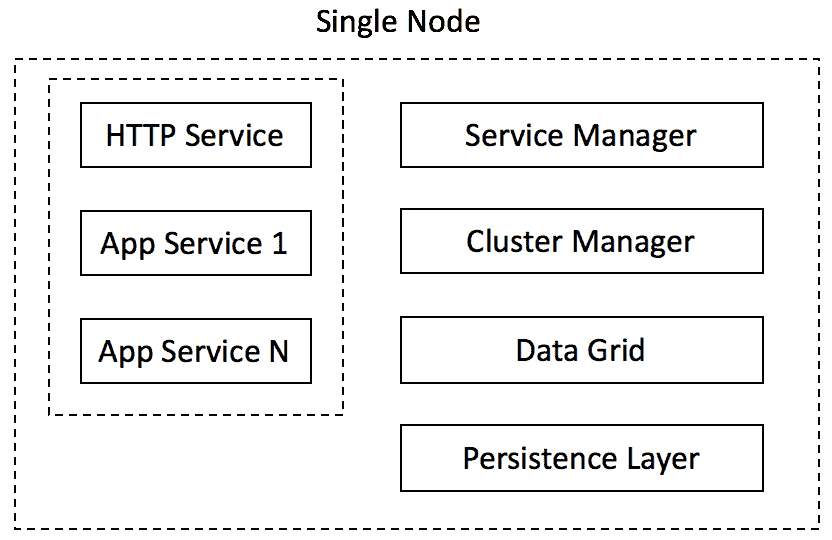 Single Node
HTTP Service
App Service 1
App Service N
Service Manager
Cluster Manager
Data Grid
Persistence Layer